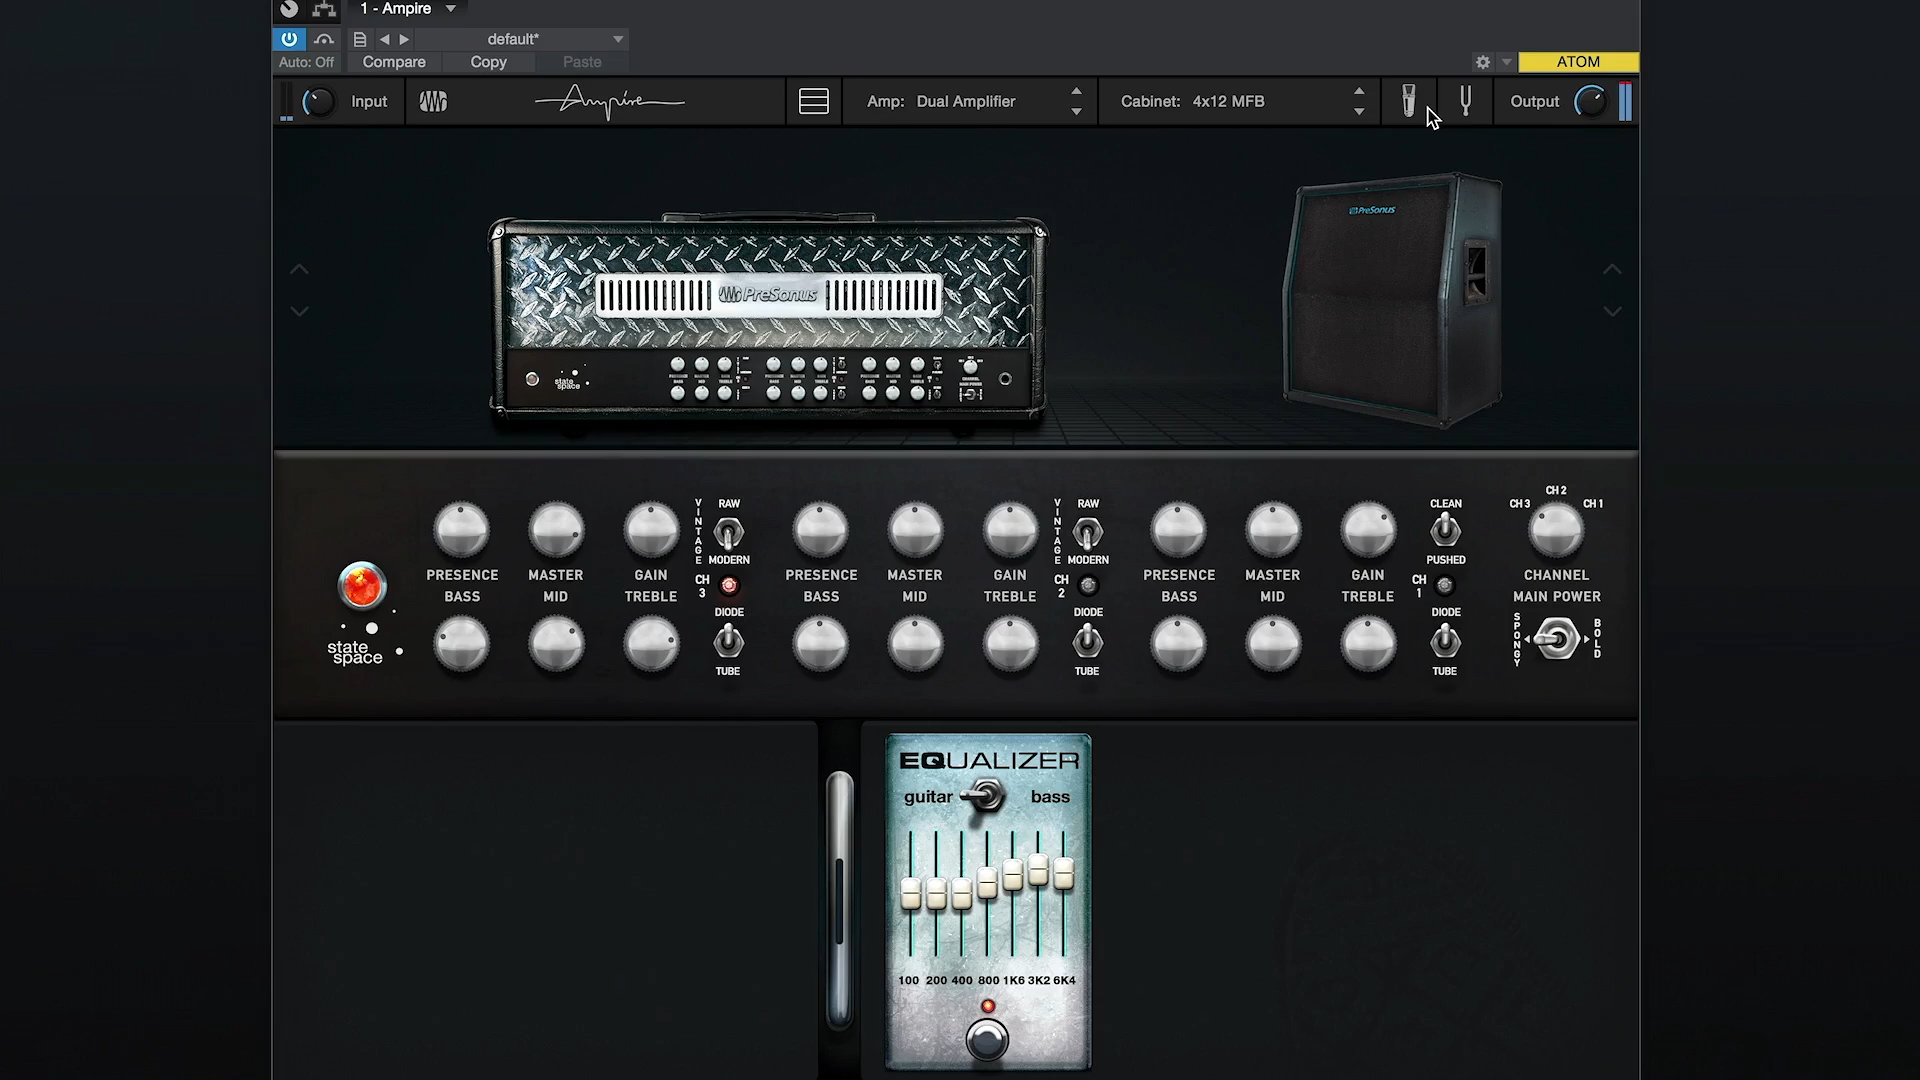 1 - Ampire
default*
Auto: Off Compare Copy Paste ATOM
Input Ampire Amp: Dual Amplifier Cabinet: 4x12 MFB Output
PreSonus
PreSonus
state space
RAW VINTAGE MODERN
RAW VINTAGE MODERN
CLEAN PUSHED
CH 3 CH 2 CH 1
PRESENCE MASTER GAIN CH 3 PRESENCE MASTER GAIN CH 2 PRESENCE MASTER GAIN CH 1 CHANNEL
BASS MID TREBLE BASS MID TREBLE BASS MID TREBLE MAIN POWER
DIODE DIODE DIODE
SPONGY BOLD
state
space
TUBE TUBE TUBE
EQUALIZER
guitar bass
100 200 400 800 1K6 3K2 6K4